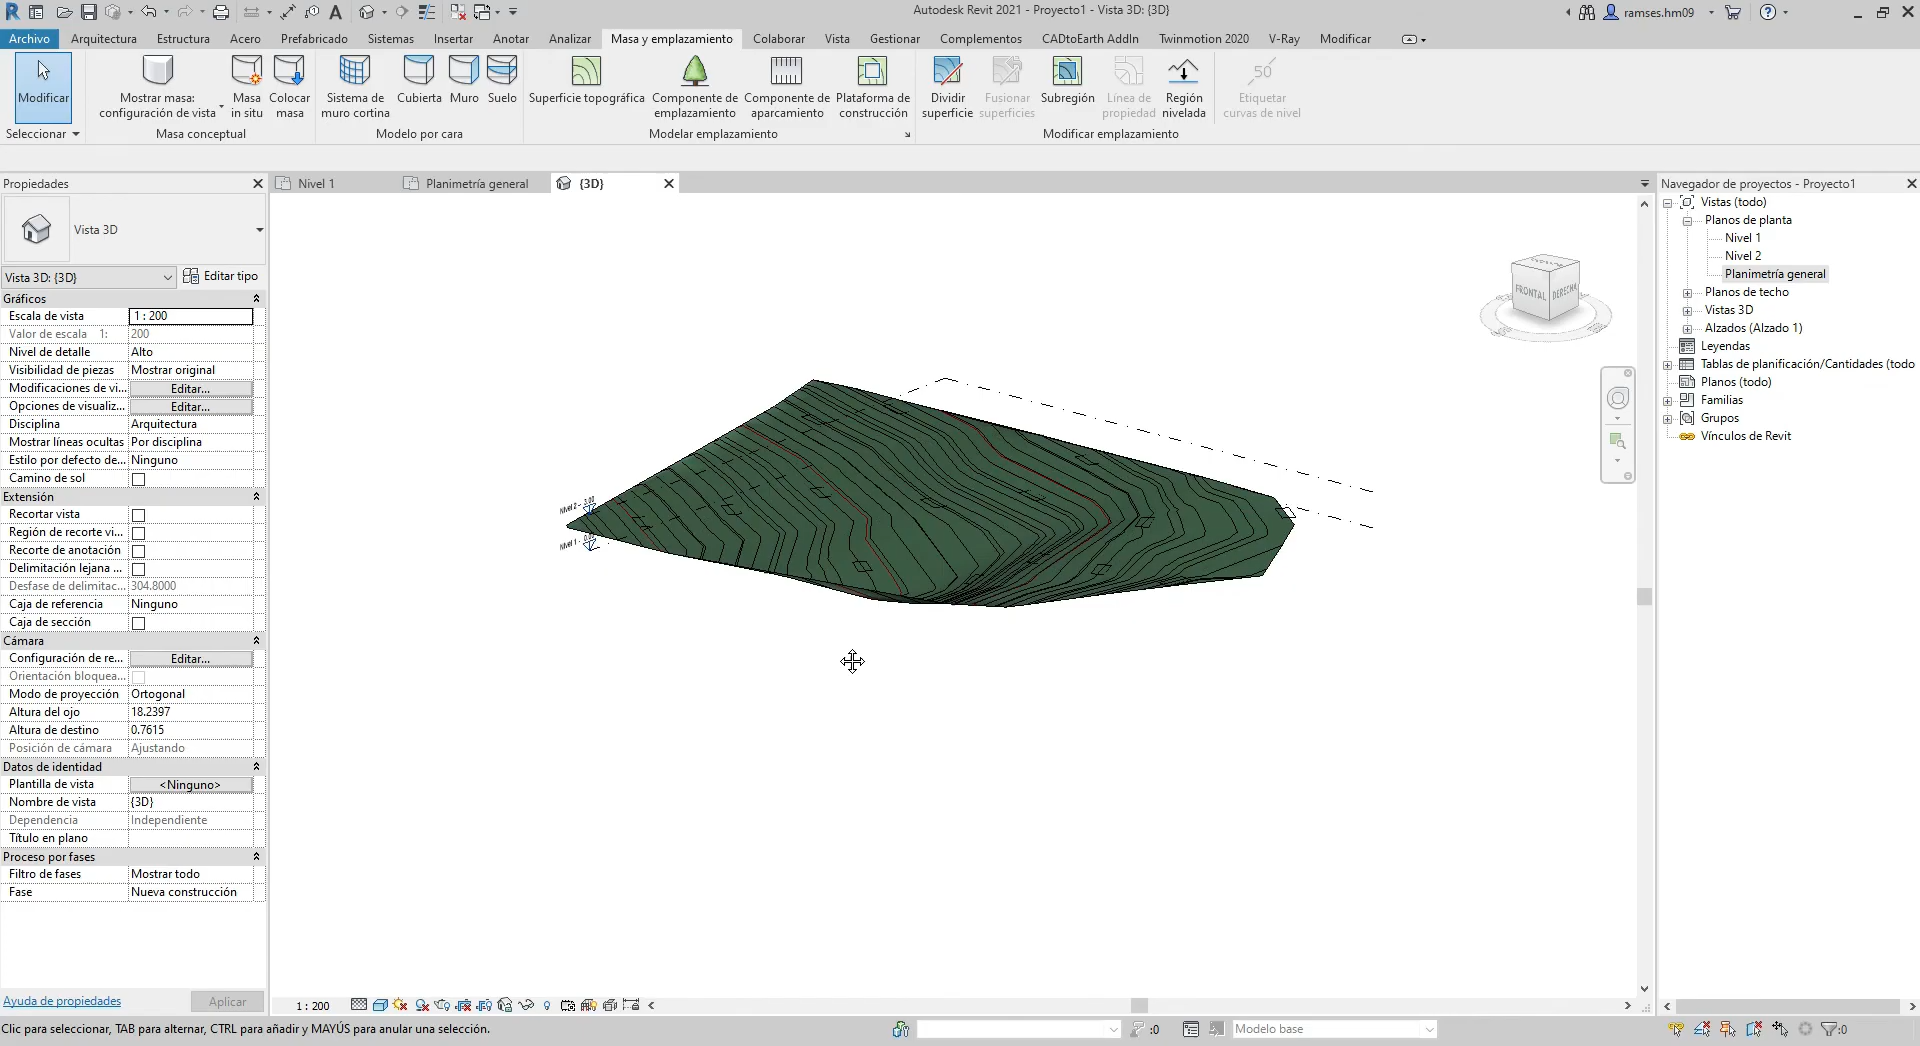 Autodesk Revit 2021 - Proyecto1 - Vista 3D: {3D}
ramses.hm09
Archivo Arquitectura Estructura Acero Prefabricado Sistemas Insertar Anotar Analizar Masa y emplazamiento Colaborar Vista Gestionar Complementos CADtoEarth AddIn Twinmotion 2020 V-Ray Modificar
Modificar
Mostrar masa:
configuración de vista
Masa
in situ
Colocar
masa
Sistema de
muro cortina
Cubierta
Muro
Suelo
Superficie topográfica
Componente de
emplazamiento
Componente de
aparcamiento
Plataforma de
construcción
Dividir
superficie
Fusionar
superficies
Subregión
Línea de
propiedad
Región
nivelada
50
Etiquetar
curvas de nivel
Seleccionar
Masa conceptual
Modelo por cara
Modelar emplazamiento
Modificar emplazamiento
Propiedades
Vista 3D
Vista 3D: {3D}
Editar tipo
Gráficos
Escala de vista 1 : 200
Valor de escala 1: 200
Nivel de detalle Alto
Visibilidad de piezas Mostrar original
Modificaciones de vi... Editar...
Opciones de visualiz... Editar...
Disciplina Arquitectura
Mostrar líneas ocultas Por disciplina
Estilo por defecto de... Ninguno
Camino de sol
Extensión
Recortar vista
Región de recorte vi...
Recorte de anotación
Delimitación lejana ...
Desfase de delimitac... 304.8000
Caja de referencia Ninguno
Caja de sección
Cámara
Configuración de re... Editar...
Orientación bloquea...
Modo de proyección Ortogonal
Altura del ojo 18.2397
Altura de destino 0.7615
Posición de cámara Ajustando
Datos de identidad
Plantilla de vista <Ninguno>
Nombre de vista {3D}
Dependencia Independiente
Título en plano
Proceso por fases
Filtro de fases Mostrar todo
Fase Nueva construcción
Ayuda de propiedades
Aplicar
Nivel 1
Planimetría general
{3D}
FRONTAL
DERECHA
Nivel 2 - 3.00
Nivel 1 - 0.00
1 : 200
Navegador de proyectos - Proyecto1
Vistas (todo)
Planos de planta
Nivel 1
Nivel 2
Planimetría general
Planos de techo
Vistas 3D
Alzados (Alzado 1)
Leyendas
Tablas de planificación/Cantidades (todo
Planos (todo)
Familias
Grupos
Vínculos de Revit
Clic para seleccionar, TAB para alternar, CTRL para añadir y MAYÚS para anular una selección.
:0
Modelo base
:0